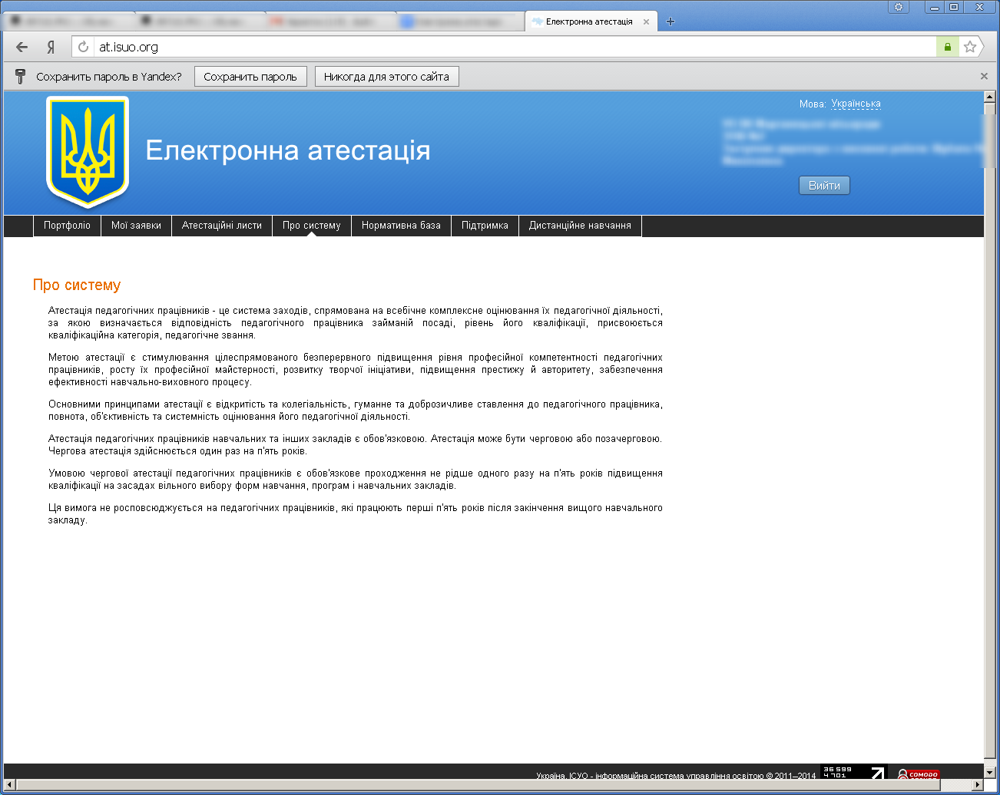 Електронна атестація
at.isuo.org
Сохранить пароль в Yandex?
Сохранить пароль
Никогда для этого сайта
Мова: Українська
Електронна атестація
Вийти
Портфоліо
Мої заявки
Атестаційні листи
Про систему
Нормативна база
Підтримка
Дистанційне навчання
Про систему
Атестація педагогічних працівників - це система заходів, спрямована на всебічне комплексне оцінювання їх педагогічної діяльності,
за якою визначається відповідність педагогічного працівника займаній посаді, рівень його кваліфікації, присвоюється
кваліфікаційна категорія, педагогічне звання.
Метою атестації є стимулювання цілеспрямованого безперервного підвищення рівня професійної компетентності педагогічних
працівників, росту їх професійної майстерності, розвитку творчої ініціативи, підвищення престижу й авторитету, забезпечення
ефективності навчально-виховного процесу.
Основними принципами атестації є відкритість та колегіальність, гуманне та доброзичливе ставлення до педагогічного працівника,
повнота, об'єктивність та системність оцінювання його педагогічної діяльності.
Атестація педагогічних працівників навчальних та інших закладів є обов'язковою. Атестація може бути черговою або позачерговою.
Чергова атестація здійснюється один раз на п'ять років.
Умовою чергової атестації педагогічних працівників є обов'язкове проходження не рідше одного разу на п'ять років підвищення
кваліфікації на засадах вільного вибору форм навчання, програм і навчальних закладів.
Ця вимога не росповсюджується на педагогічних працівників, які працюють перші п'ять років після закінчення вищого навчального
закладу.
Україна. ІСУО - інформаційна система управління освітою © 2011–2014
36599
4701
COMODO